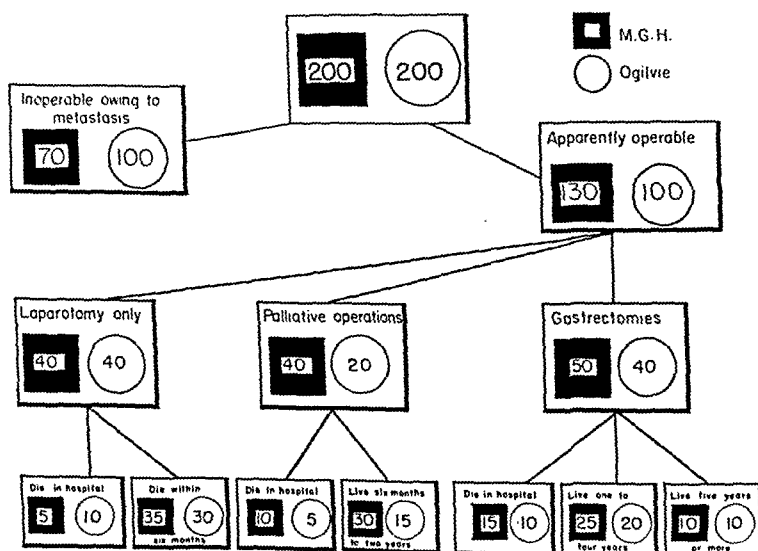 200 200
M.G.H.
Ogilvie
Inoperable owing to
metastasis
70 100
Apparently operable
130 100
Laparotomy only
40 40
Palliative operations
40 20
Gastrectomies
50 40
Die in hospital
5 10
Die within
35 30
six months
Die in hospital
10 5
Live six months
30 15
to two years
Die in hospital
15 10
Live one to
25 20
four years
Live five years
10 10
or more